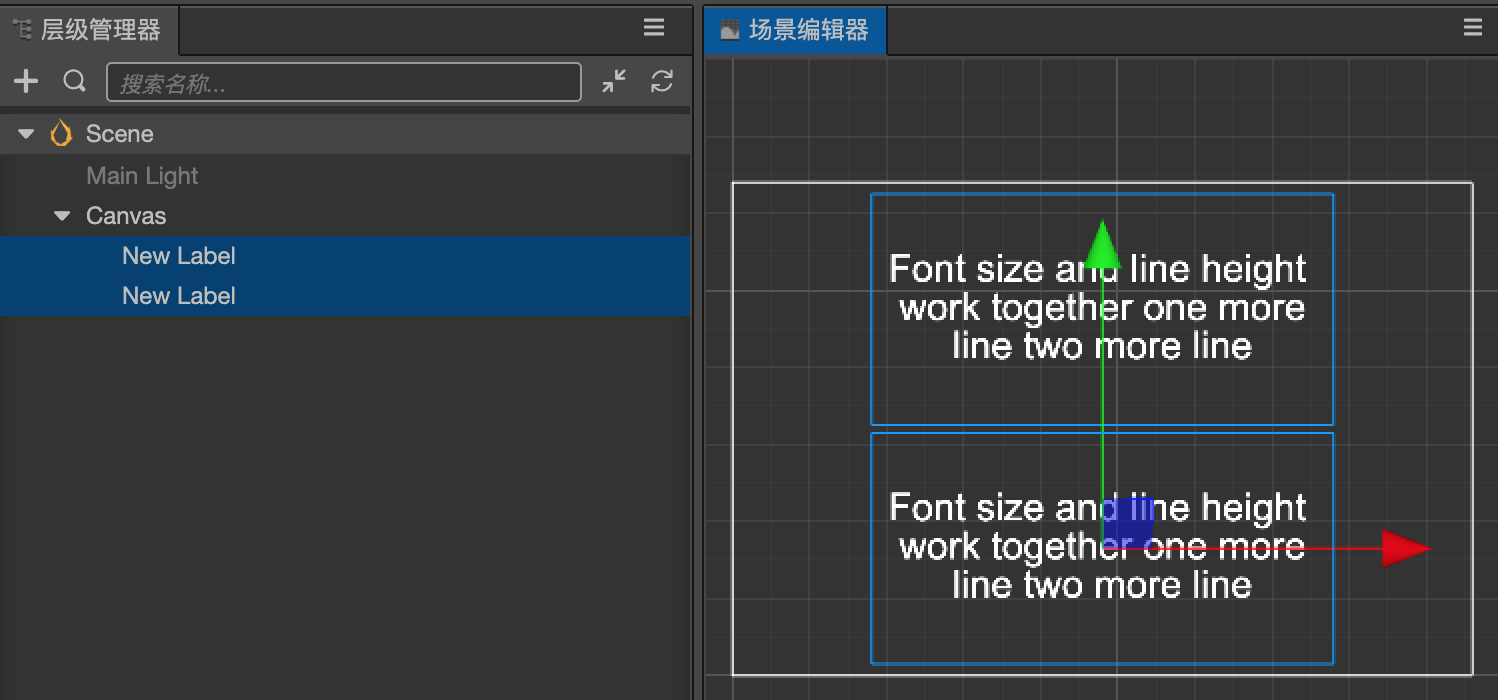 层级管理器
搜索名称...
Scene
Main Light
Canvas
New Label
New Label
场景编辑器
Font size and line height
work together one more
line two more line
Font size and line height
work together one more
line two more line